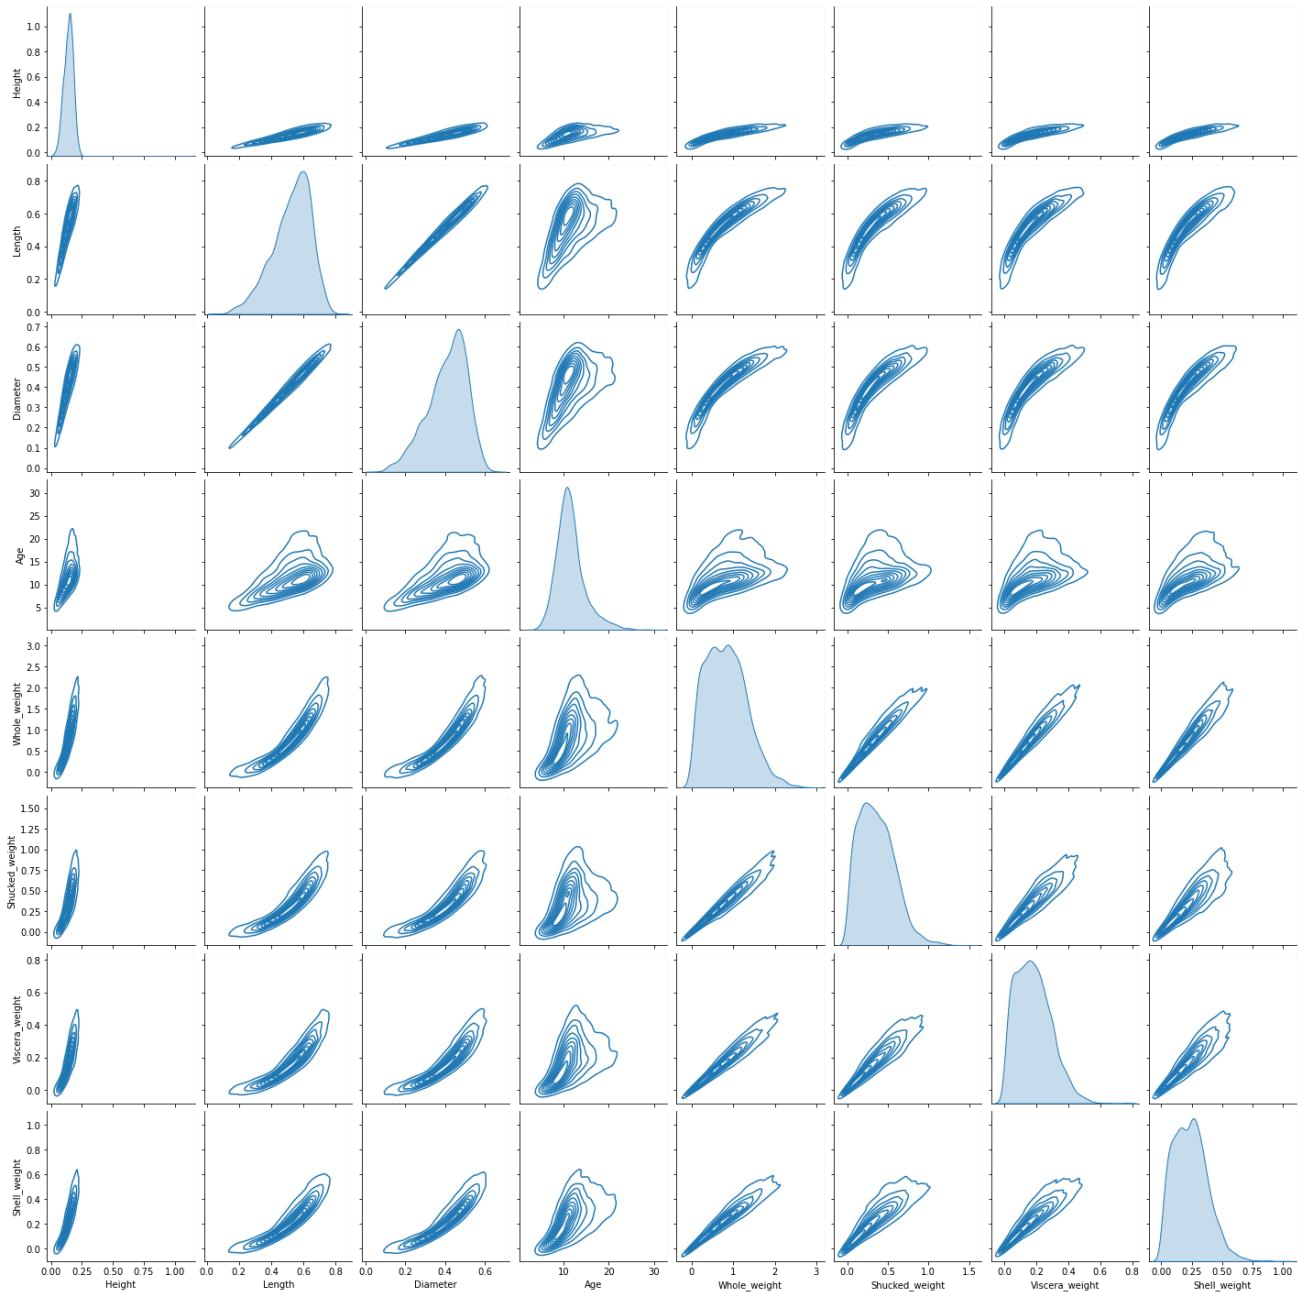 Height
1.0
0.8
0.6
0.4
0.2
0.0
Length
0.8
0.6
0.4
0.2
0.0
Diameter
0.7
0.6
0.5
0.4
0.3
0.2
0.1
0.0
Age
30
25
20
15
10
5
Whole_weight
3.0
2.5
2.0
1.5
1.0
0.5
0.0
Shucked_weight
1.50
1.25
1.00
0.75
0.50
0.25
0.00
Viscera_weight
0.8
0.6
0.4
0.2
0.0
Shell_weight
1.0
0.8
0.6
0.4
0.2
0.0
0.00 0.25 0.50 0.75 1.00
Height
0.0 0.2 0.4 0.6 0.8
Length
0.0 0.2 0.4 0.6
Diameter
10 20 30
Age
0 1 2 3
Whole_weight
0.0 0.5 1.0 1.5
Shucked_weight
0.0 0.2 0.4 0.6 0.8
Viscera_weight
0.00 0.25 0.50 0.75 1.00
Shell_weight